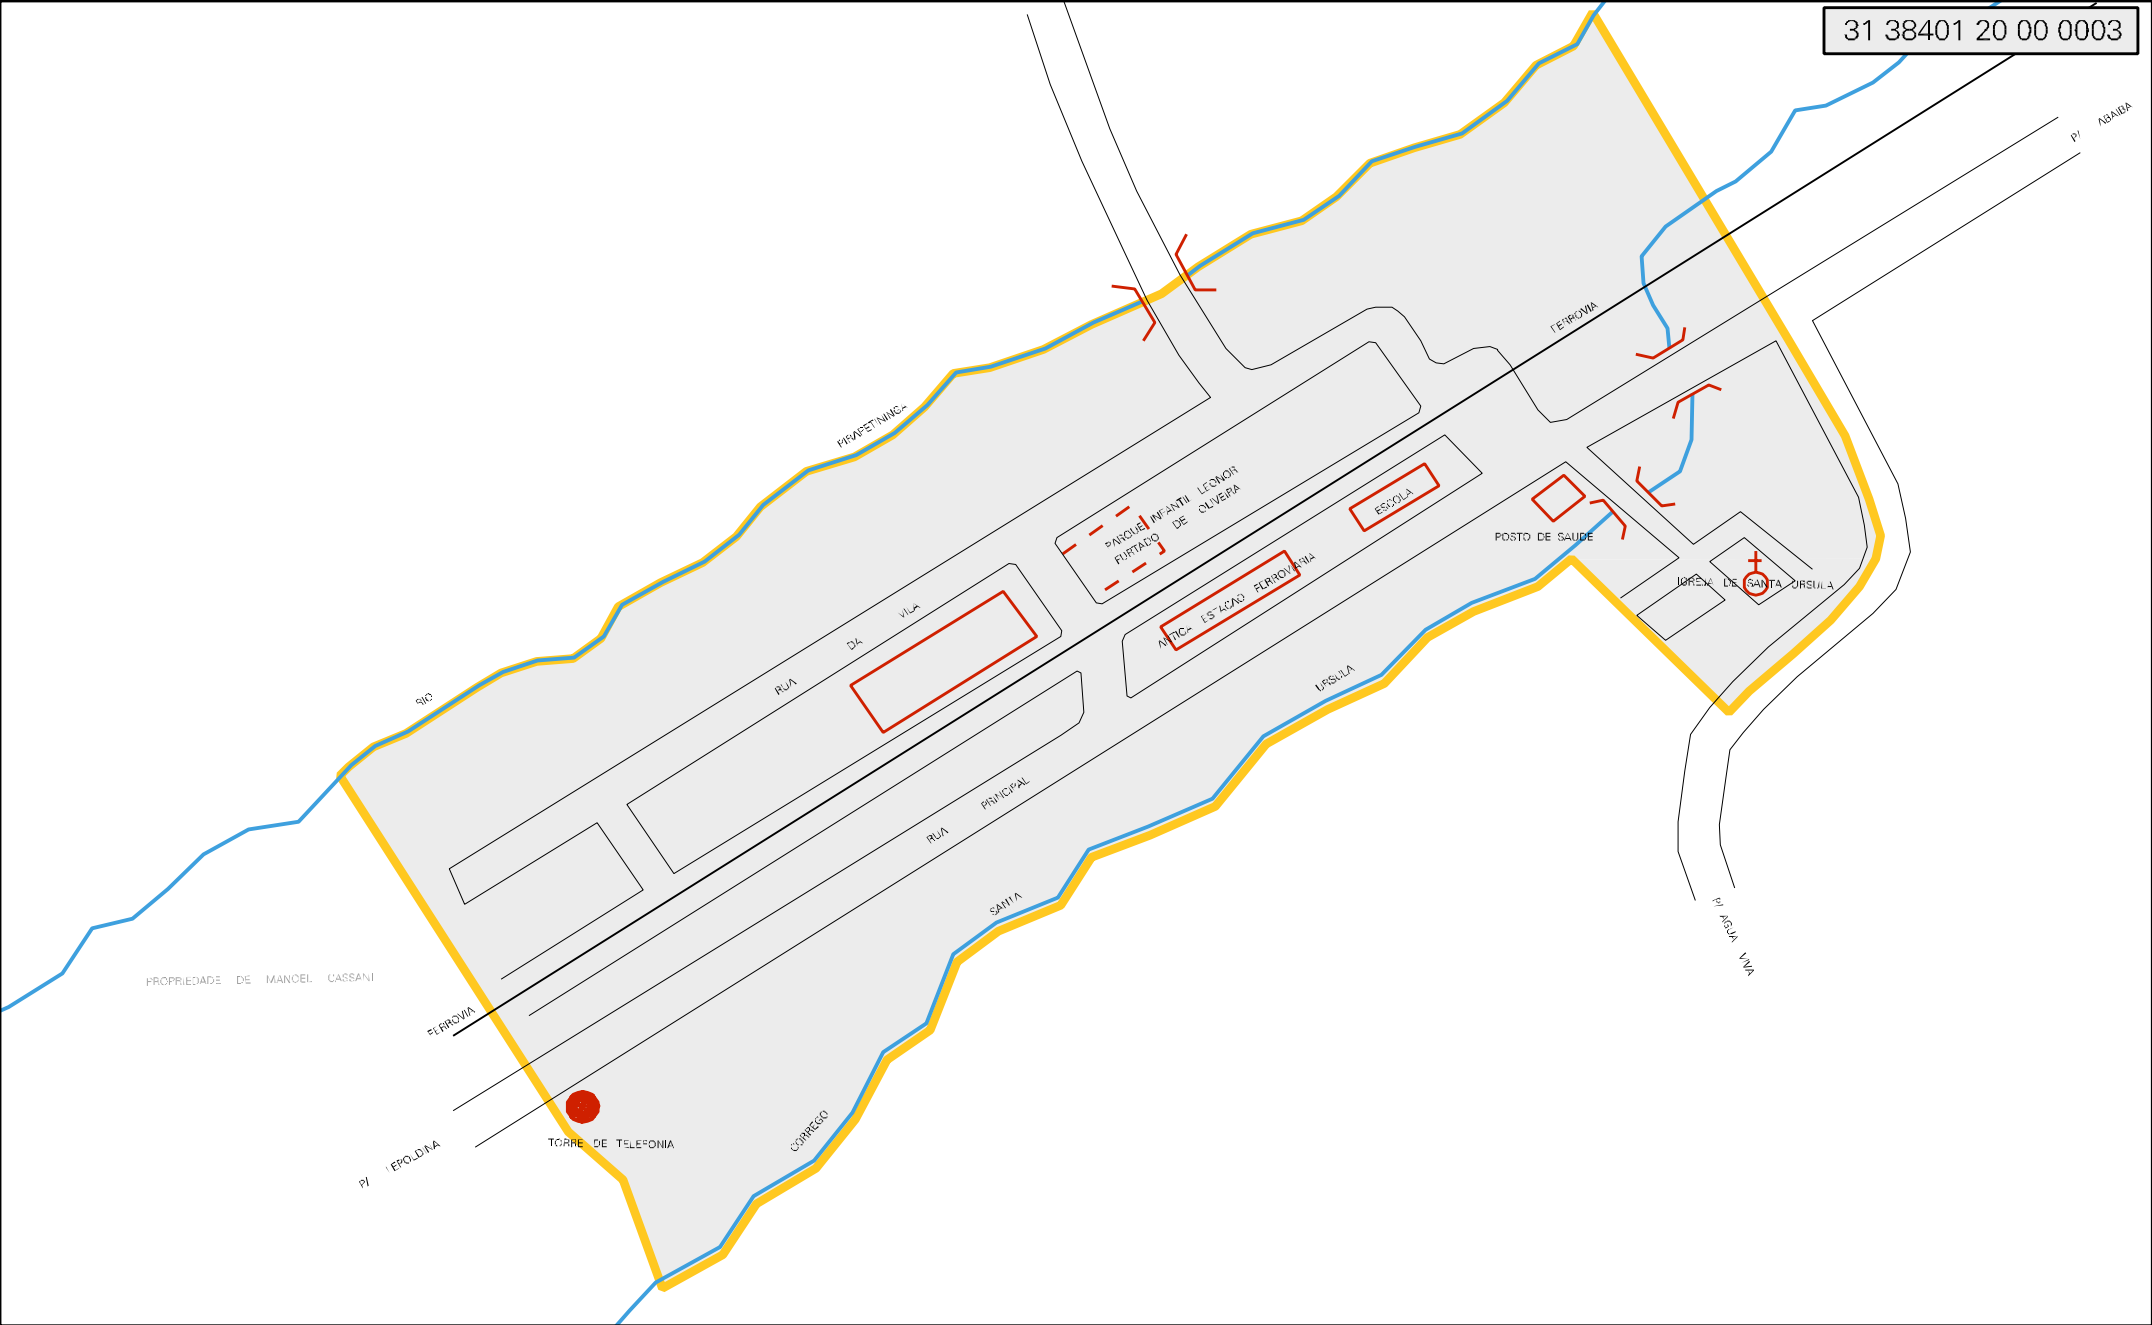 31 38401 20 00 0003
P/ ABAIBA
FERROVIA
RIO PIRAPETININGA
PARQUE INFANTIL LEONOR
FURTADO DE OLIVEIRA
ESCOLA
POSTO DE SAUDE
ANTIGA ESTACAO FERROVIARIA
IGREJA DE SANTA URSULA
RUA DA VILA
RUA PRINCIPAL
CORREGO SANTA URSULA
P/ AGUA VIVA
PROPRIEDADE DE MANOEL CASSANI
FERROVIA
P/ LEPOLDINA
TORRE DE TELEFONIA